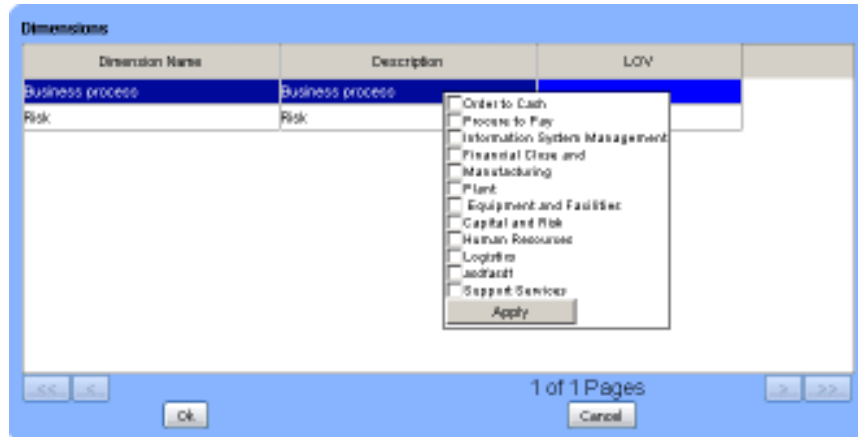 Dimensions
Dimension Name Description LOV
Business process Business process
Risk Risk
Order to Cash
Procure to Pay
Information System Management
Financial Close and
Manufacturing
Plant
Equipment and Facilities
Capital and Risk
Human Resources
Logistics
Support Services
Apply
<< < 1 of 1 Pages > >>
Ok Cancel